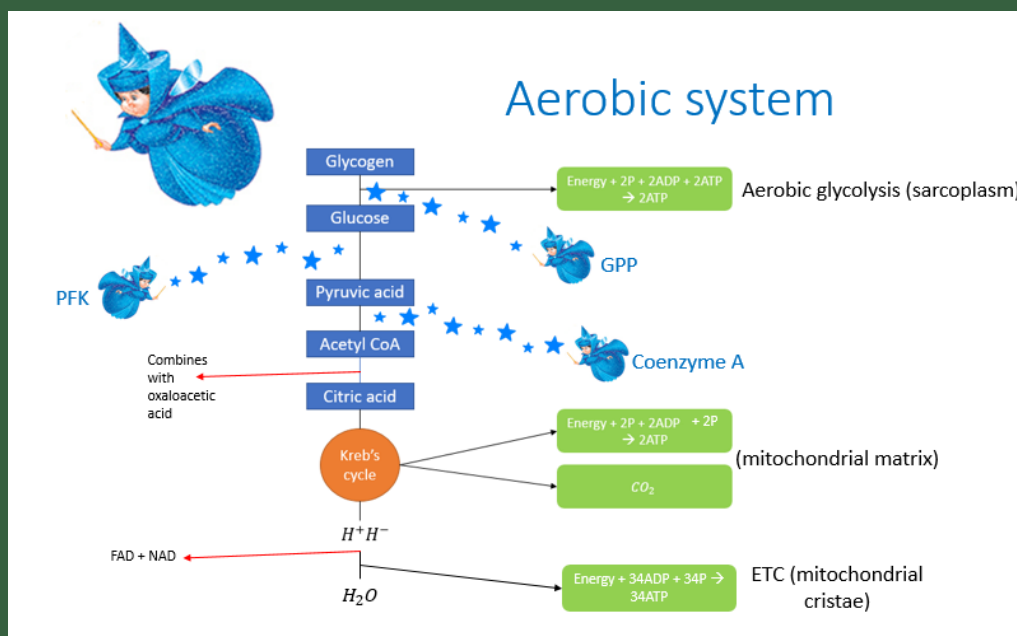 Aerobic system
Glycogen
Energy + 2P + 2ADP + 2ATP
→ 2ATP
Aerobic glycolysis (sarcoplasm)
Glucose
GPP
PFK
Pyruvic acid
Acetyl CoA
Coenzyme A
Combines
with
oxaloacetic
acid
Citric acid
Energy + 2P + 2ADP + 2P
→ 2ATP
Kreb's
cycle
(mitochondrial matrix)
CO₂
H⁺H⁻
FAD + NAD
H₂O
Energy + 34ADP + 34P →
34ATP
ETC (mitochondrial
cristae)